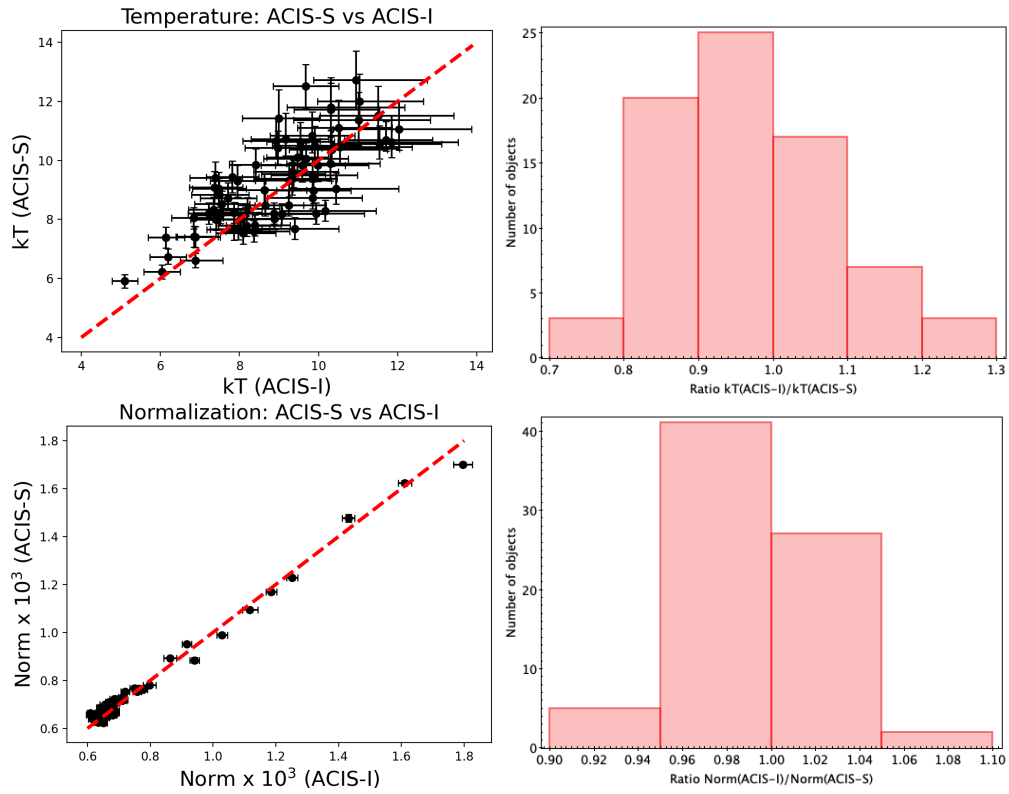 Temperature: ACIS-S vs ACIS-I
14
12
10
8
6
4
kT (ACIS-S)
4 6 8 10 12 14
kT (ACIS-I)
25
20
15
10
5
0
Number of objects
0.7 0.8 0.9 1.0 1.1 1.2 1.3
Ratio kT(ACIS-I)/kT(ACIS-S)
Normalization: ACIS-S vs ACIS-I
1.8
1.6
1.4
1.2
1.0
0.8
0.6
Norm x 10³ (ACIS-S)
0.6 0.8 1.0 1.2 1.4 1.6 1.8
Norm x 10³ (ACIS-I)
40
30
20
10
0
Number of objects
0.90 0.92 0.94 0.96 0.98 1.00 1.02 1.04 1.06 1.08 1.10
Ratio Norm(ACIS-I)/Norm(ACIS-S)